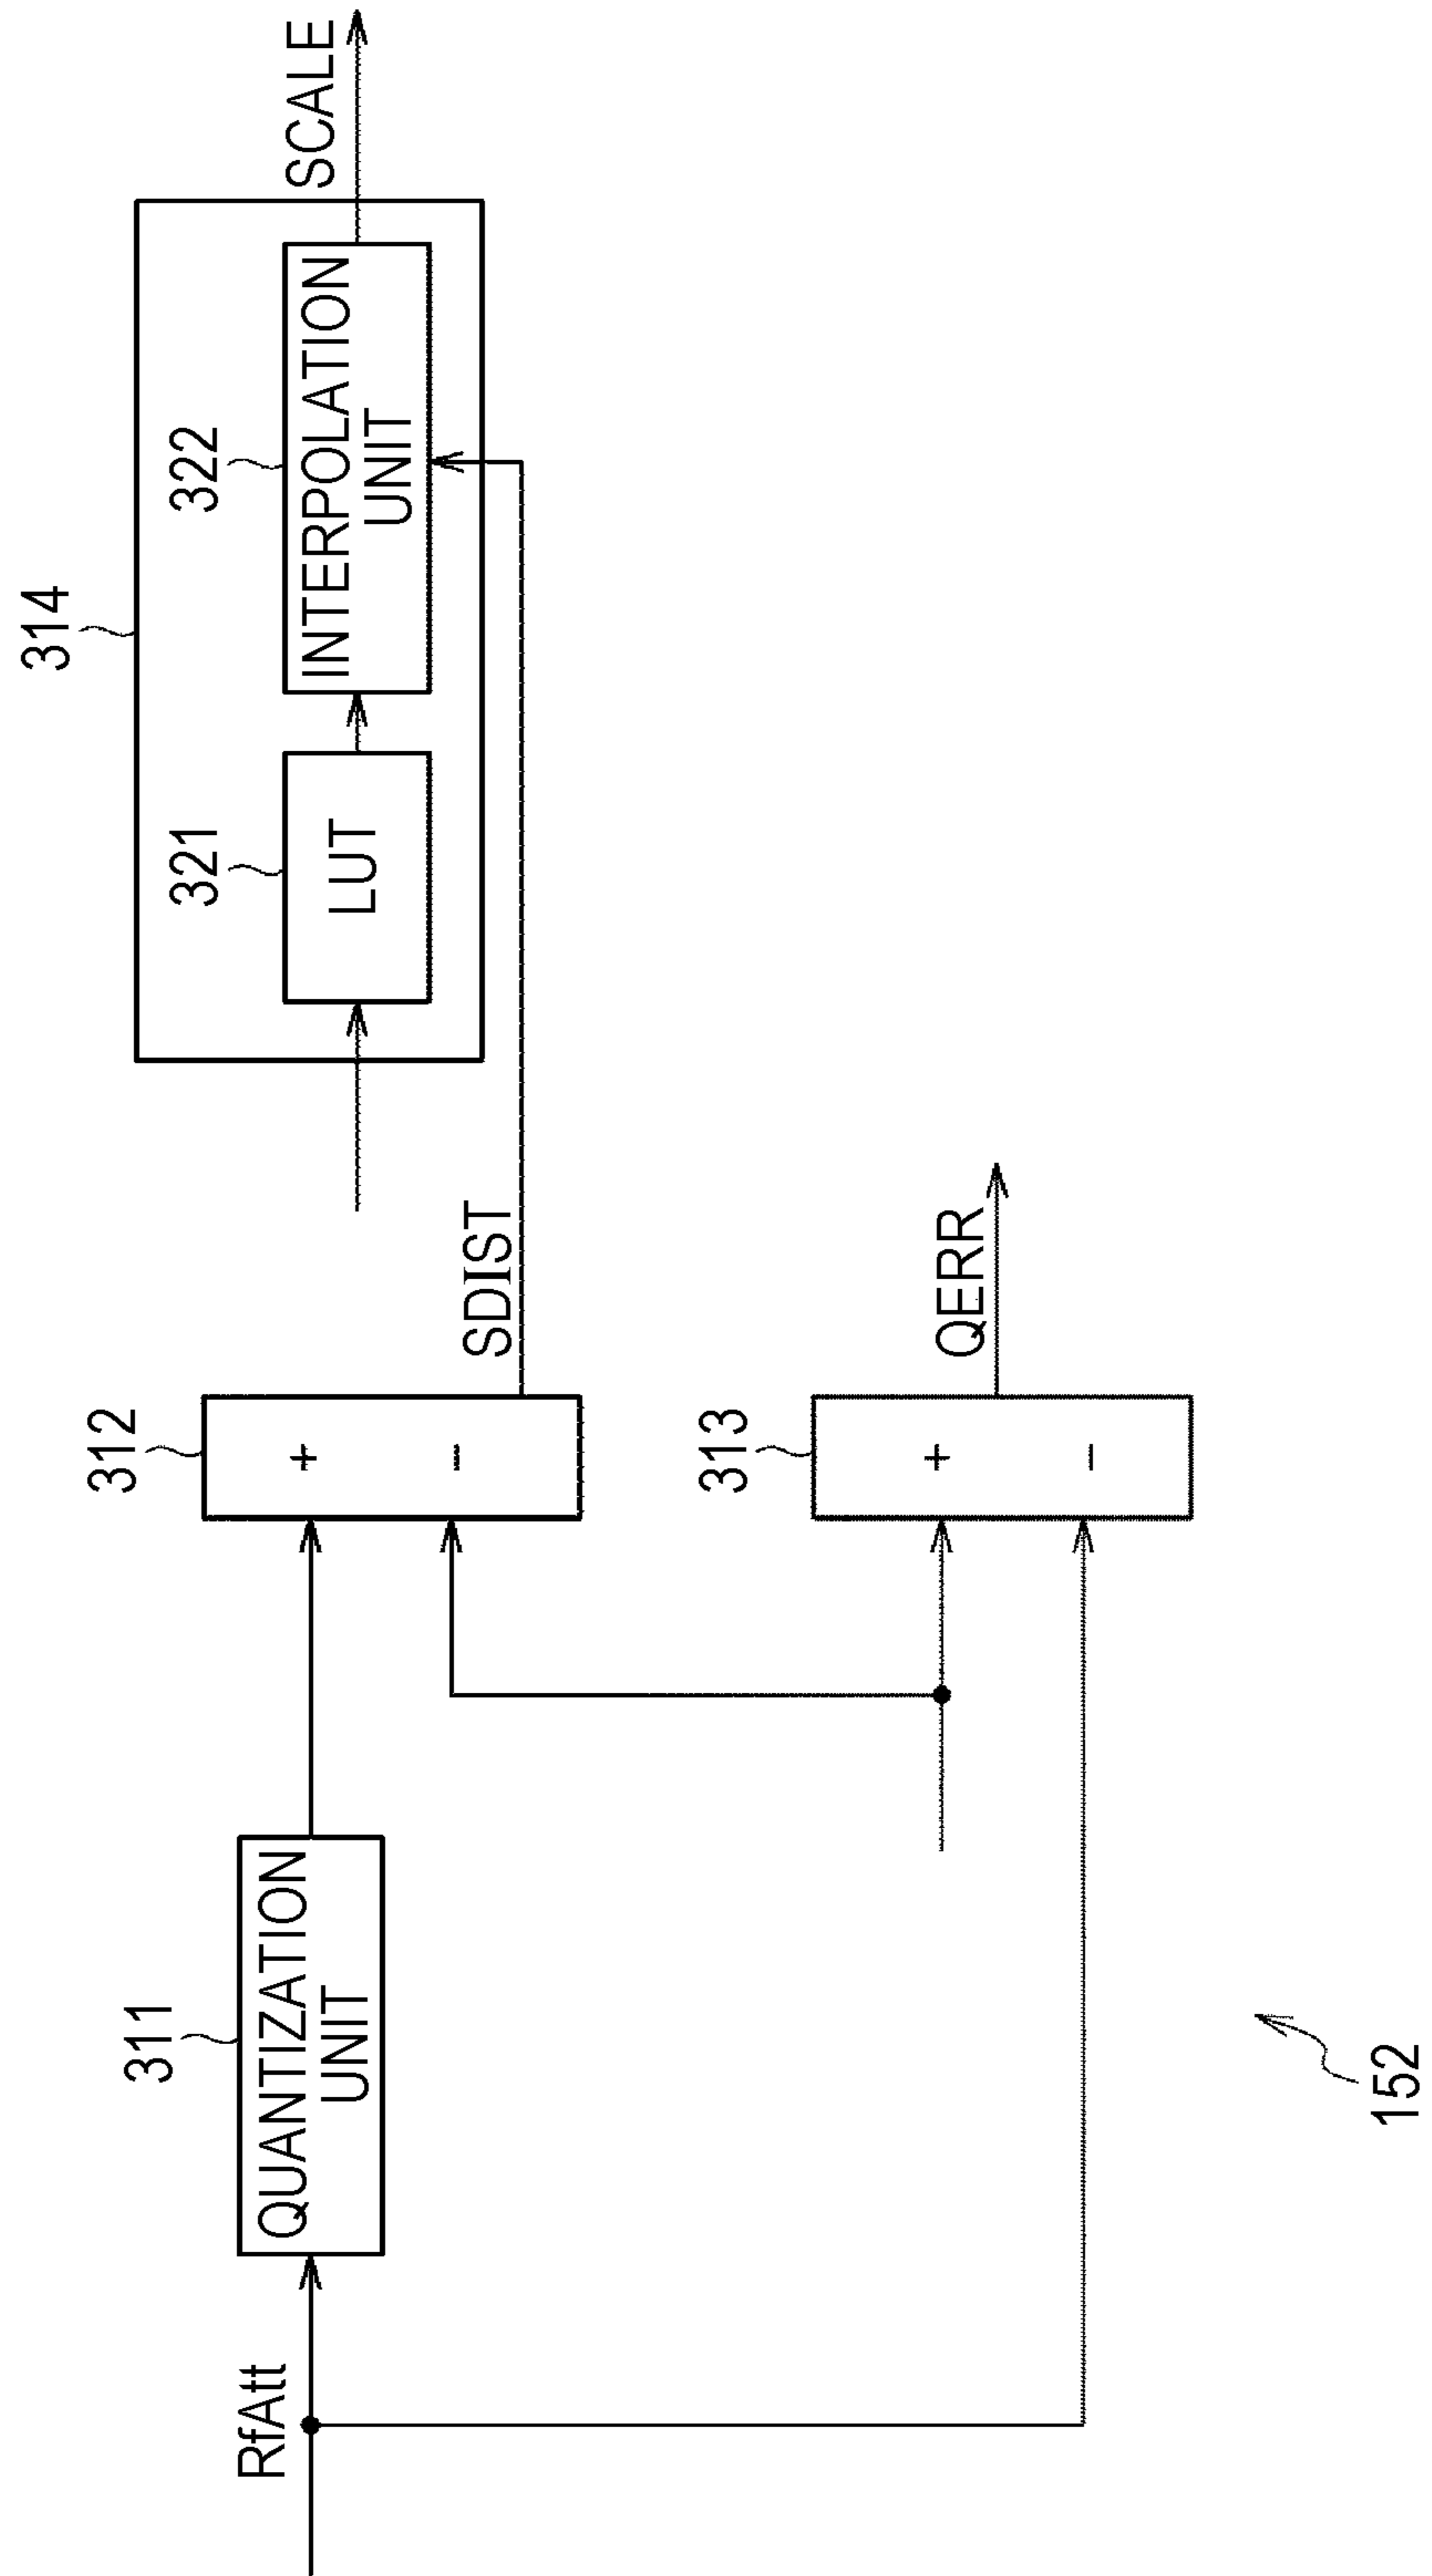 314
321
322
LUT
INTERPOLATION
UNIT
SCALE
311
312
RfAtt
QUANTIZATION
UNIT
+
−
SDIST
313
+
−
QERR
152